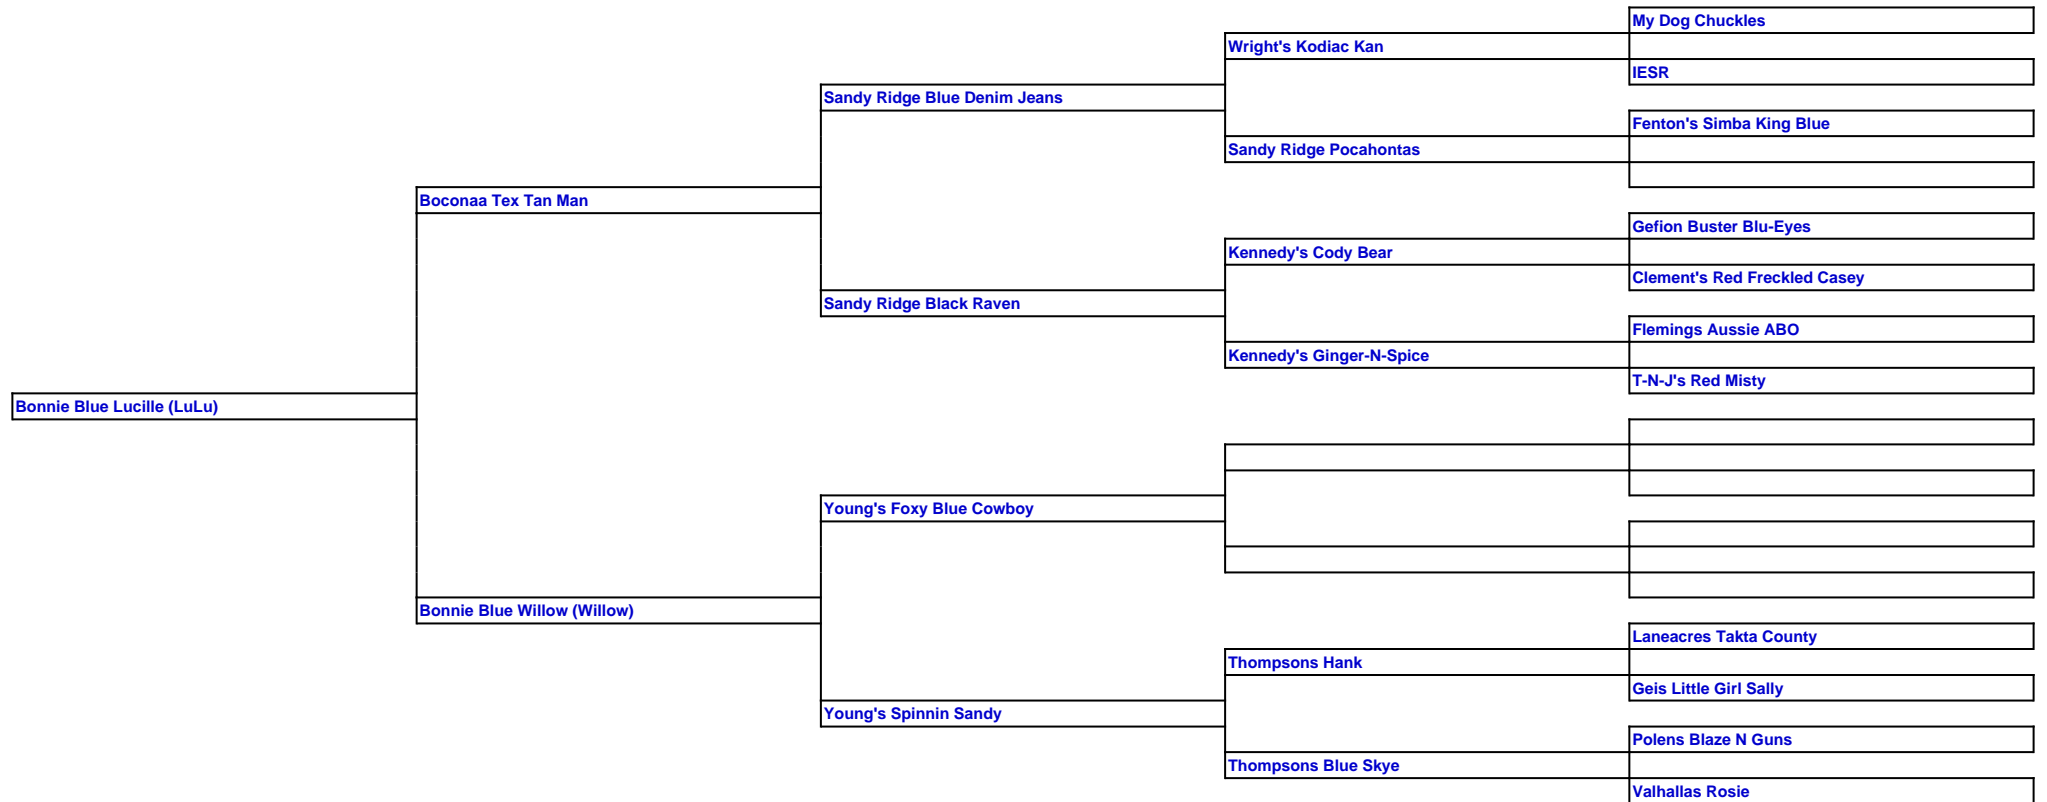 My Dog Chuckles
Wright's Kodiac Kan
IESR
Sandy Ridge Blue Denim Jeans
Fenton's Simba King Blue
Sandy Ridge Pocahontas
Boconaa Tex Tan Man
Gefion Buster Blu-Eyes
Kennedy's Cody Bear
Clement's Red Freckled Casey
Sandy Ridge Black Raven
Flemings Aussie ABO
Kennedy's Ginger-N-Spice
T-N-J's Red Misty
Bonnie Blue Lucille (LuLu)
Young's Foxy Blue Cowboy
Bonnie Blue Willow (Willow)
Laneacres Takta County
Thompsons Hank
Geis Little Girl Sally
Young's Spinnin Sandy
Polens Blaze N Guns
Thompsons Blue Skye
Valhallas Rosie